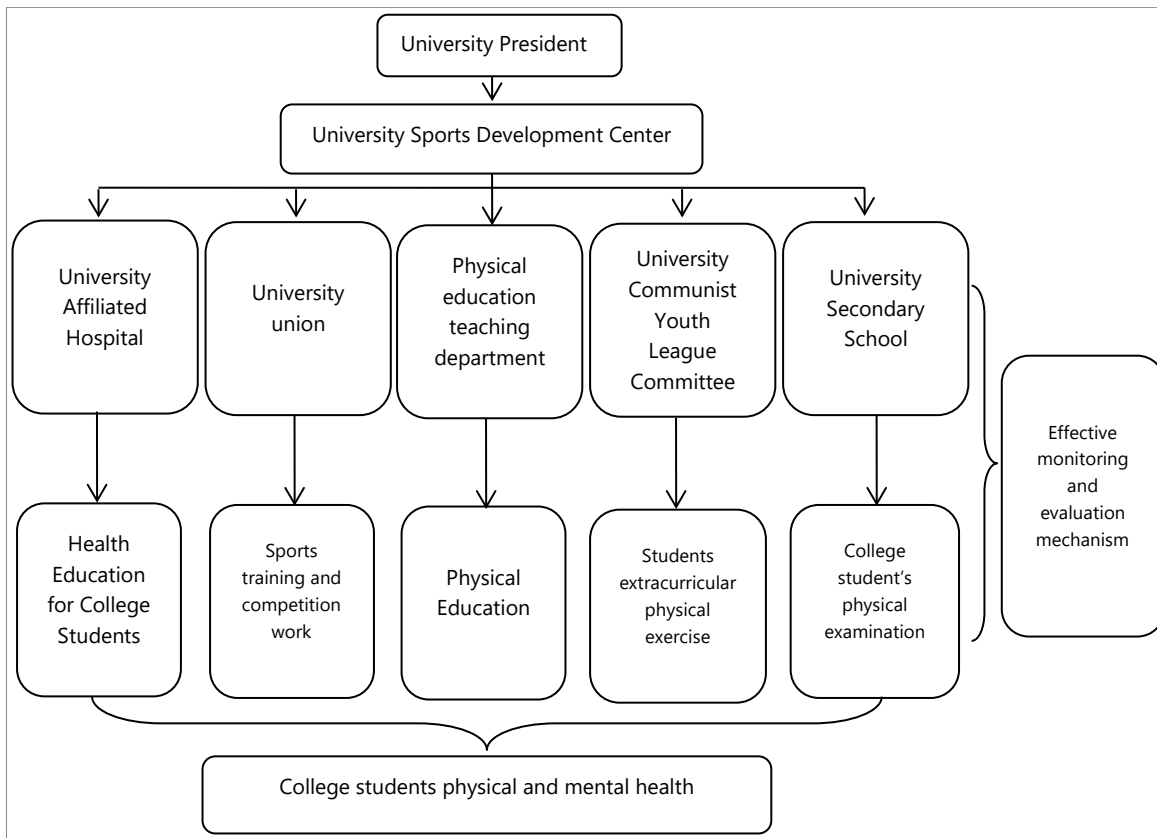 University President
University Sports Development Center
University
Affiliated
Hospital
University
union
Physical
education
teaching
department
University
Communist
Youth
League
Committee
University
Secondary
School
Effective
monitoring
and
evaluation
mechanism
Health
Education
for College
Students
Sports
training and
competition
work
Physical
Education
Students
extracurricular
physical
exercise
College
student’s
physical
examination
College students physical and mental health